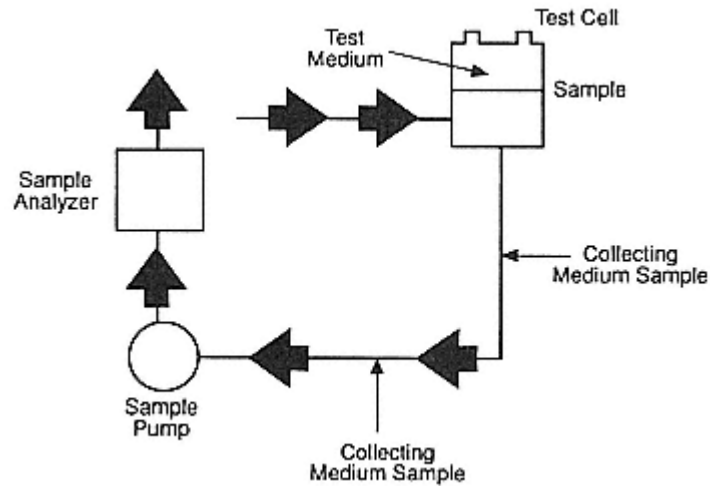 Test Cell
Test
Medium
Sample
Sample
Analyzer
Collecting
Medium Sample
Sample
Pump
Collecting
Medium Sample